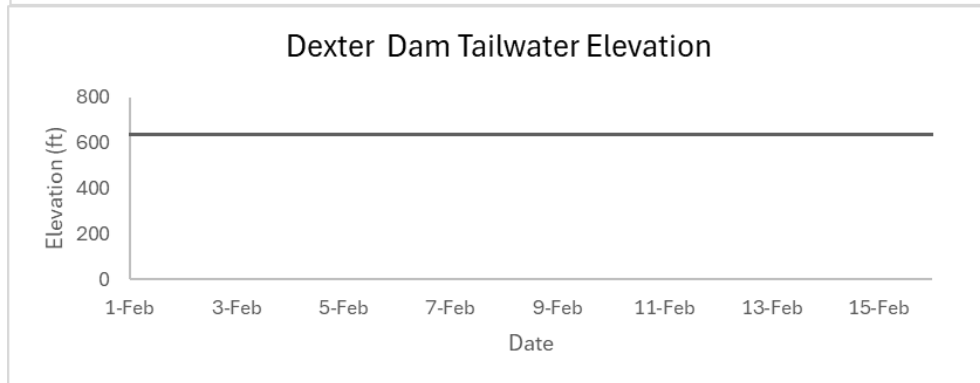 Dexter Dam Tailwater Elevation
800
600
400
200
0
Elevation (ft)
1-Feb 3-Feb 5-Feb 7-Feb 9-Feb 11-Feb 13-Feb 15-Feb
Date